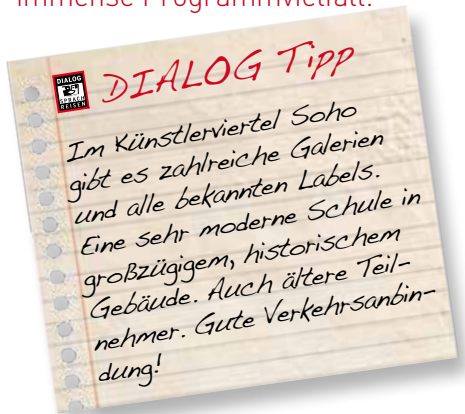 immense Programmvielfalt.
DIALOG
SPRACH
REISEN
DIALOG Tipp
Im Künstlerviertel Soho
gibt es zahlreiche Galerien
und alle bekannten Labels.
Eine sehr moderne Schule in
großzügigem, historischem
Gebäude. Auch ältere Teil-
nehmer. Gute Verkehrsanbin-
dung!